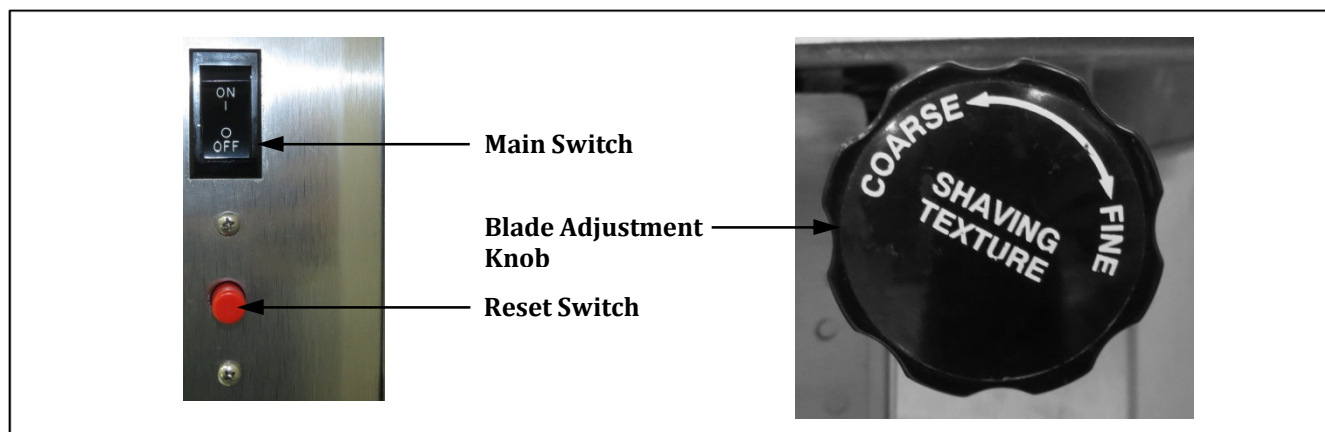 ON
I
O
OFF
Main Switch
Blade Adjustment
Knob
Reset Switch
COARSE
FINE
SHAVING
TEXTURE